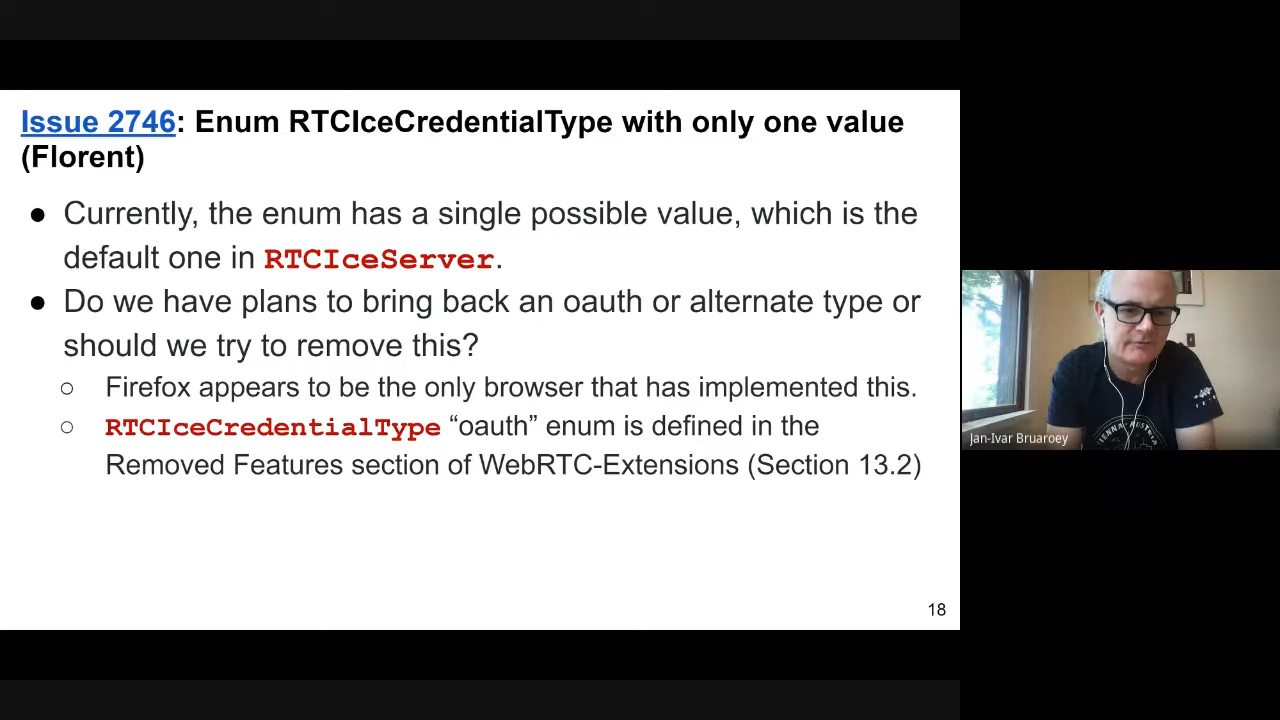 Issue 2746: Enum RTCIceCredentialType with only one value
(Florent)
● Currently, the enum has a single possible value, which is the
default one in RTCIceServer.
● Do we have plans to bring back an oauth or alternate type or
should we try to remove this?
○ Firefox appears to be the only browser that has implemented this.
○ RTCIceCredentialType “oauth” enum is defined in the
Removed Features section of WebRTC-Extensions (Section 13.2)
18
Jan-Ivar Bruaroey